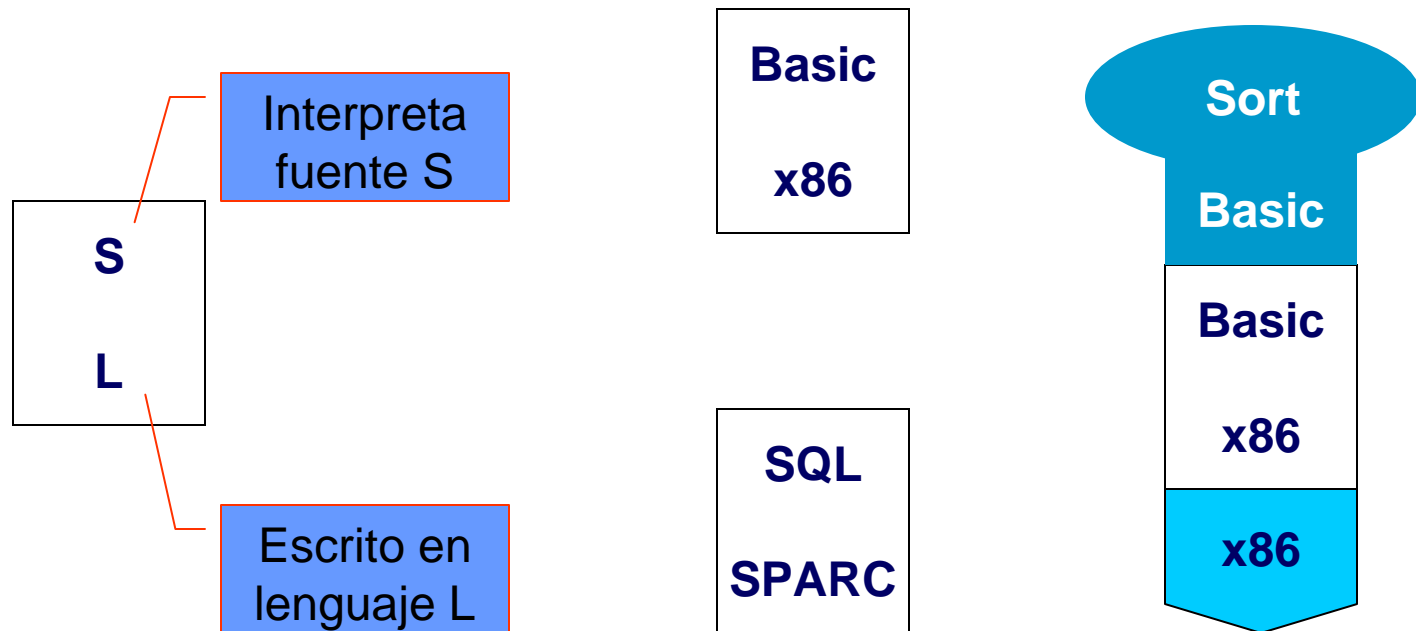 Interpreta
fuente S
S
L
Escrito en
lenguaje L
Basic
x86
SQL
SPARC
Sort
Basic
Basic
x86
x86